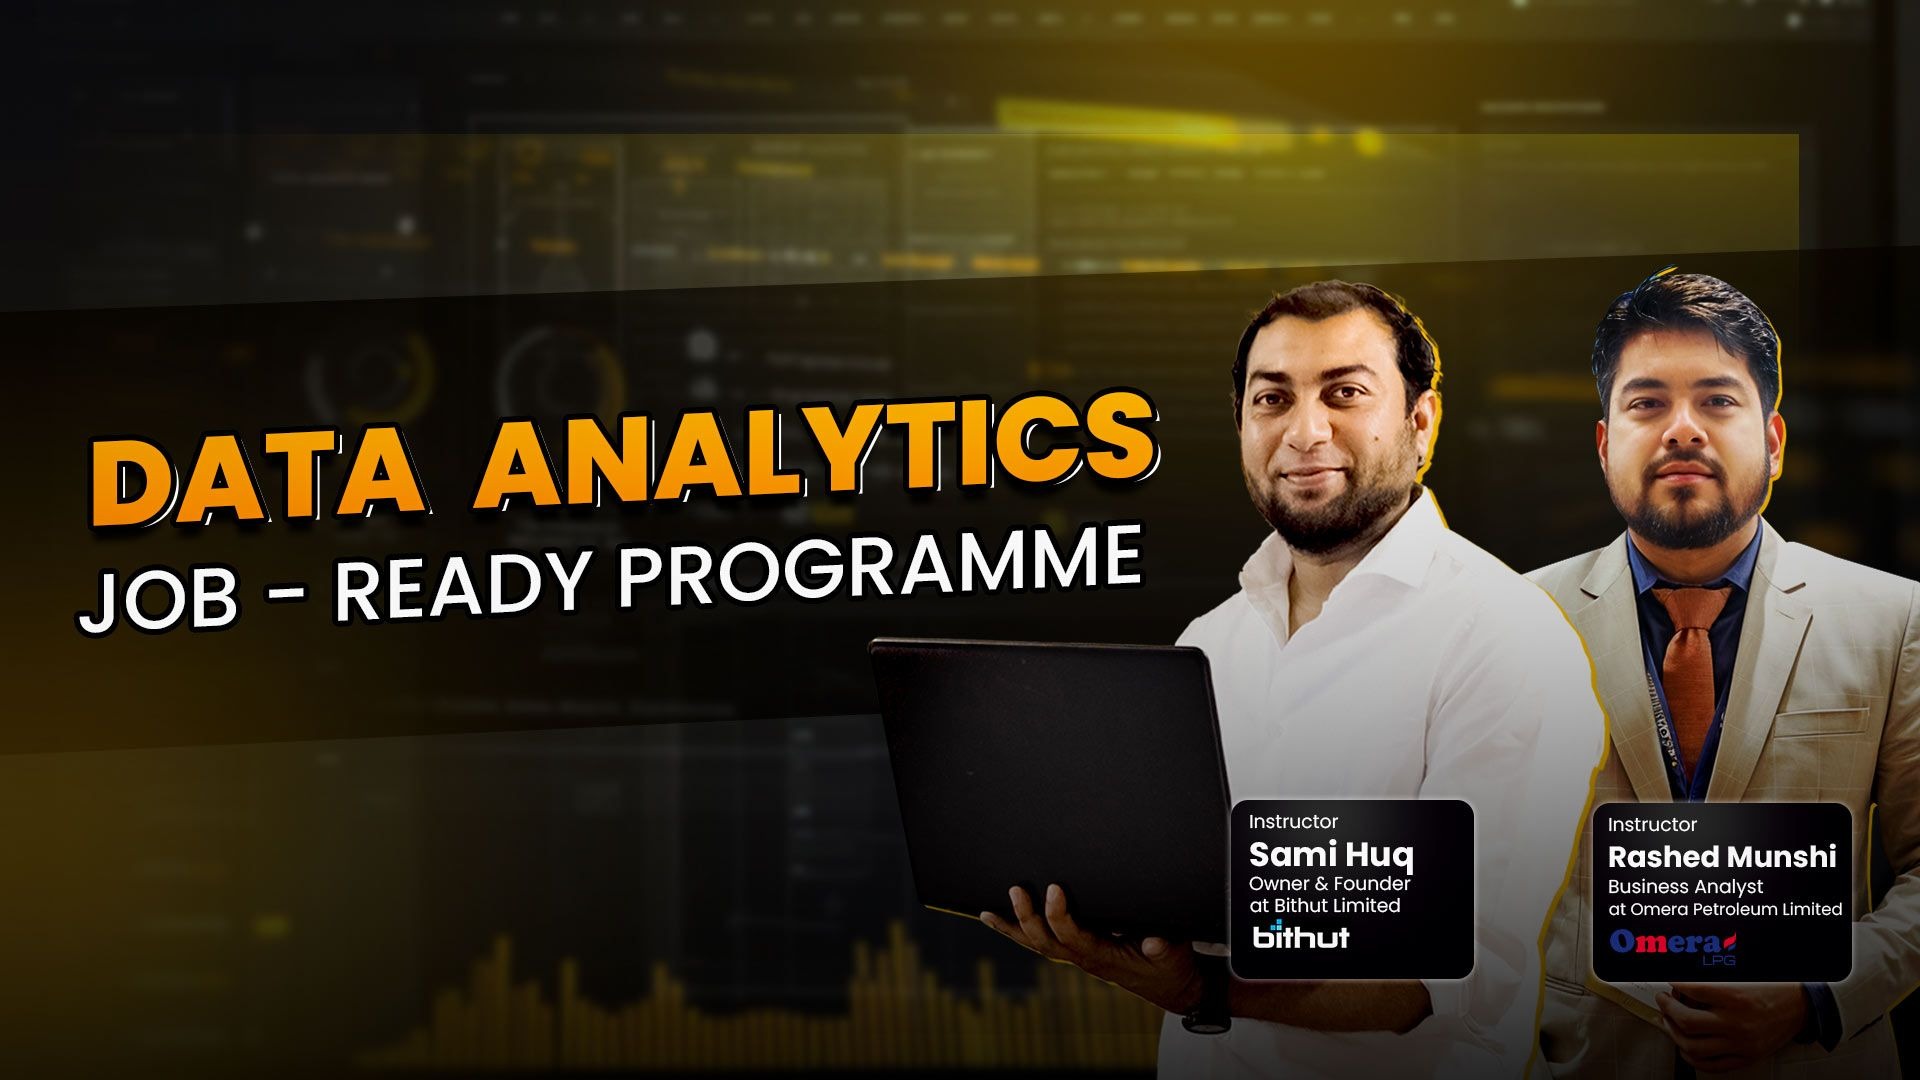 DATA ANALYTICS
JOB - READY PROGRAMME
Instructor
Sami Huq
Owner & Founder
at Bithut Limited
bithut
Instructor
Rashed Munshi
Business Analyst
at Omera Petroleum Limited
Omera
LPG